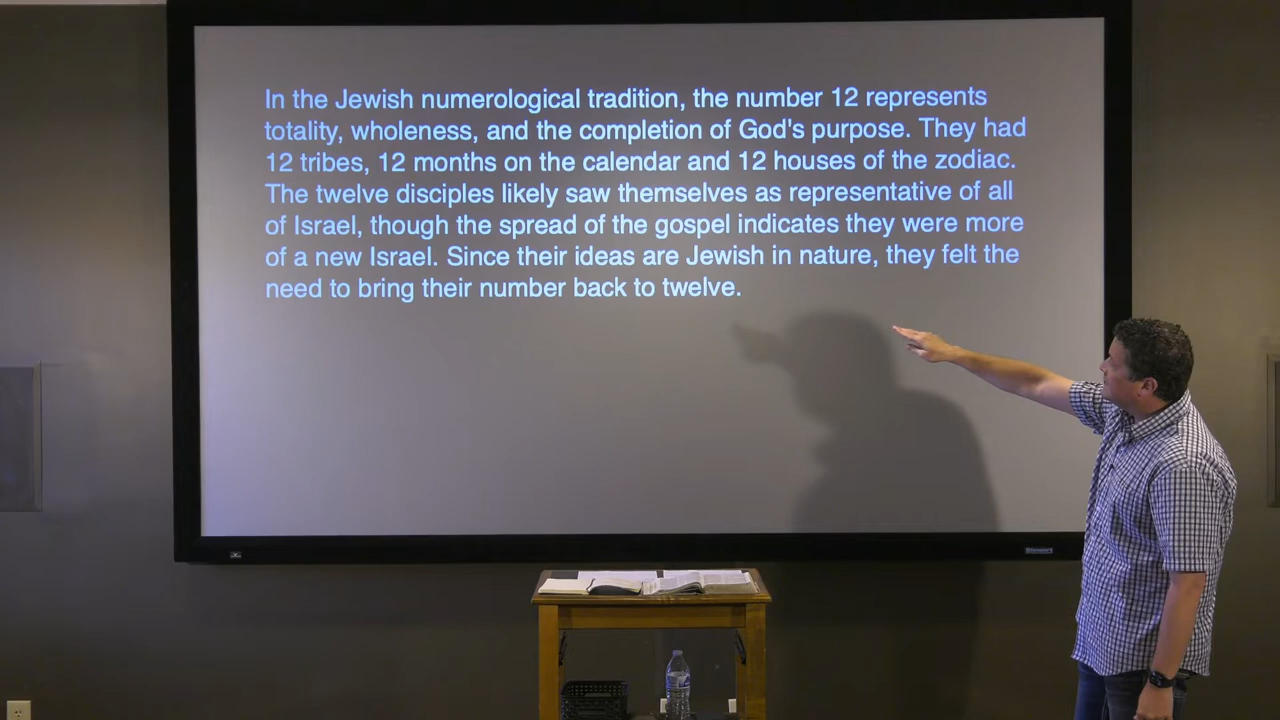 In the Jewish numerological tradition, the number 12 represents
totality, wholeness, and the completion of God's purpose. They had
12 tribes, 12 months on the calendar and 12 houses of the zodiac.
The twelve disciples likely saw themselves as representative of all
of Israel, though the spread of the gospel indicates they were more
of a new Israel. Since their ideas are Jewish in nature, they felt the
need to bring their number back to twelve.